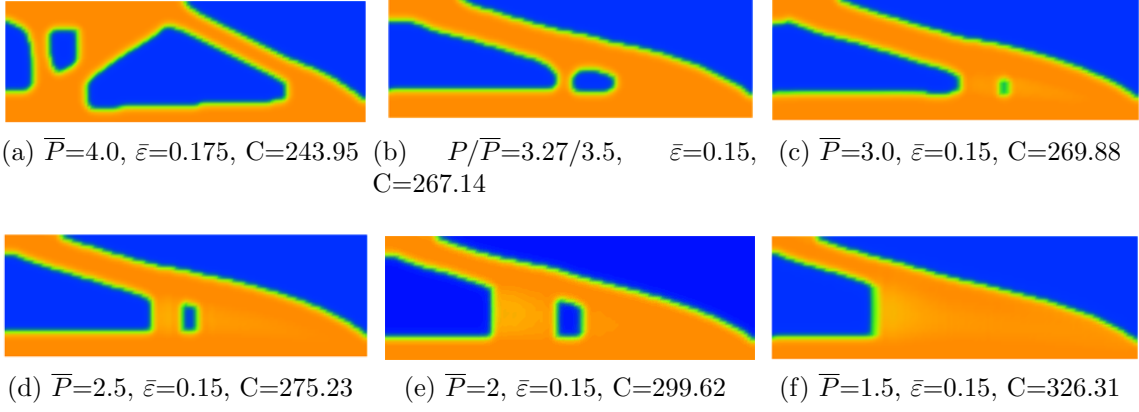 (a) P̅=4.0, ε̄=0.175, C=243.95
(b) P/P̅=3.27/3.5, ε̄=0.15,
C=267.14
(c) P̅=3.0, ε̄=0.15, C=269.88
(d) P̅=2.5, ε̄=0.15, C=275.23
(e) P̅=2, ε̄=0.15, C=299.62
(f) P̅=1.5, ε̄=0.15, C=326.31